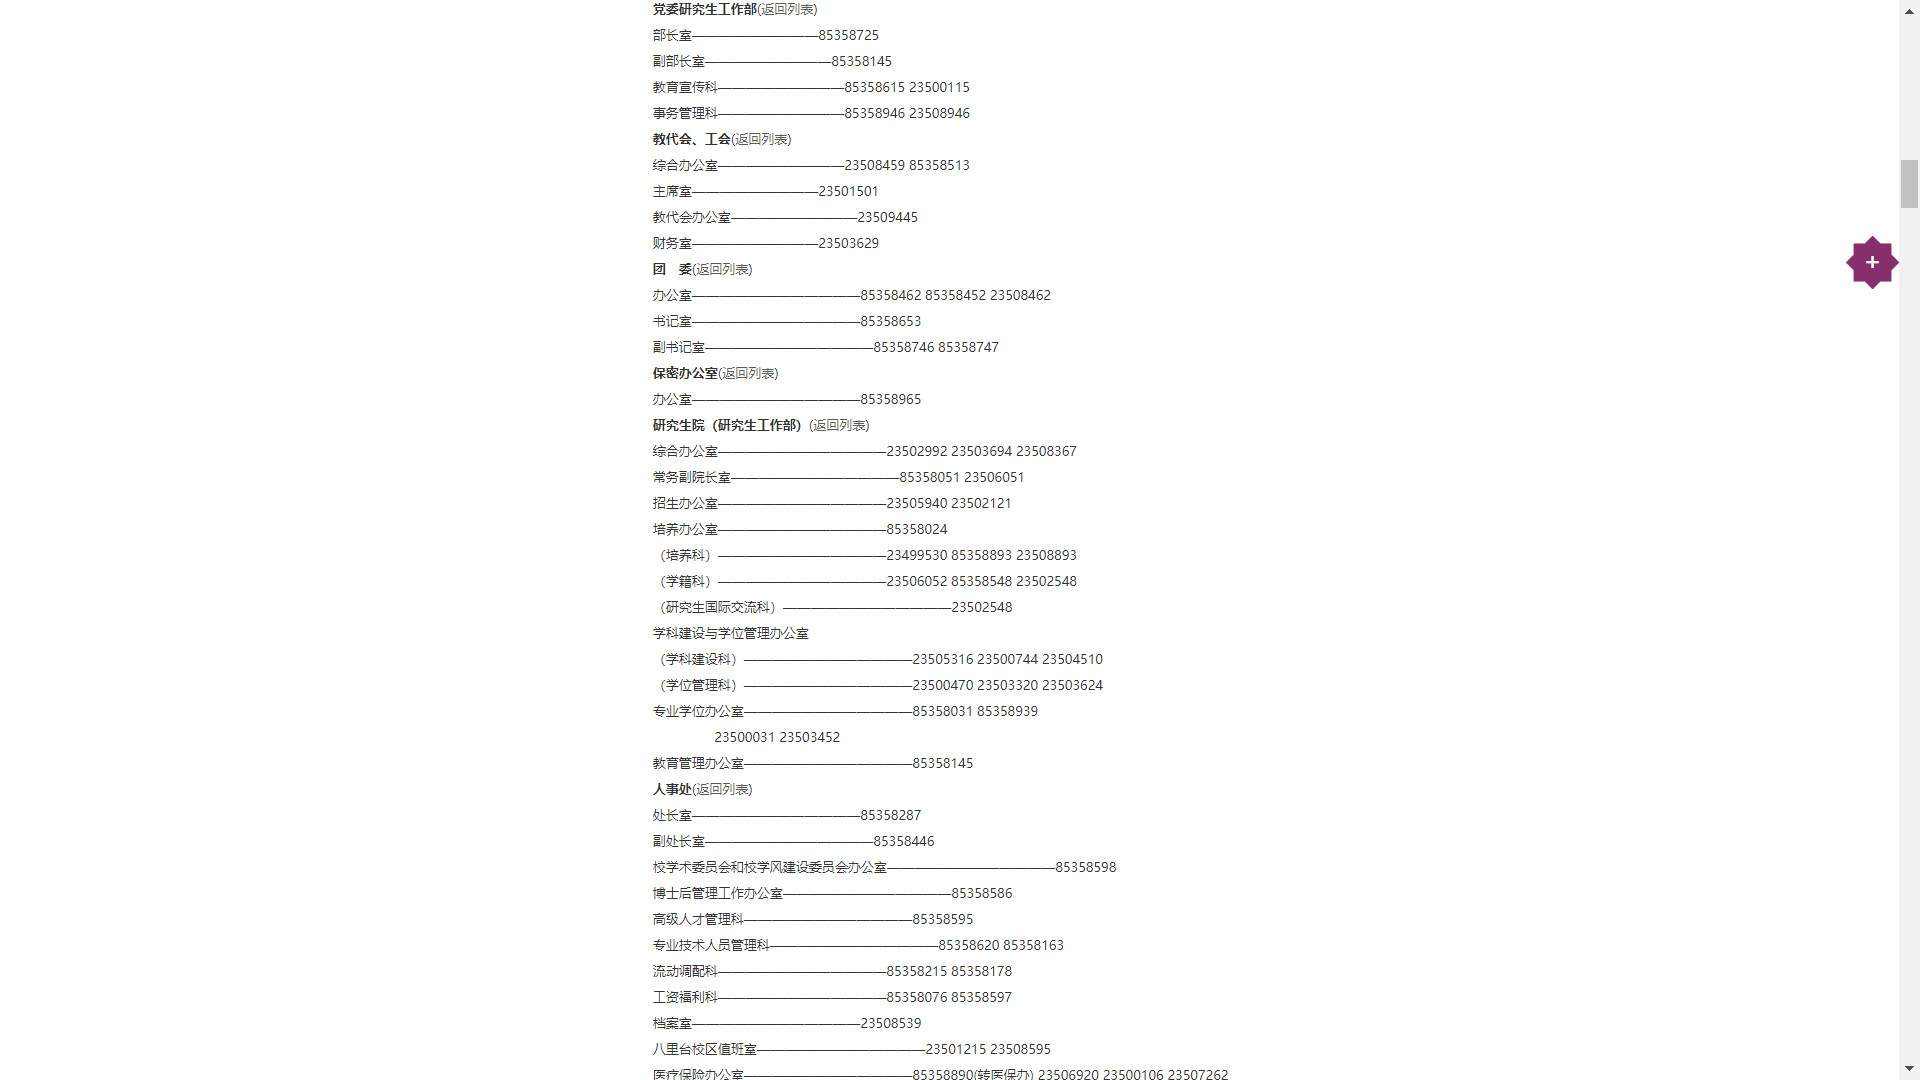 党委研究生工作部(返回列表)
部长室—————————85358725
副部长室—————————85358145
教育宣传科—————————85358615 23500115
事务管理科—————————85358946 23508946
教代会、工会(返回列表)
综合办公室—————————23508459 85358513
主席室—————————23501501
教代会办公室—————————23509445
财务室—————————23503629
团　委(返回列表)
办公室————————————85358462 85358452 23508462
书记室————————————85358653
副书记室————————————85358746 85358747
保密办公室(返回列表)
办公室————————————85358965
研究生院（研究生工作部）(返回列表)
综合办公室————————————23502992 23503694 23508367
常务副院长室————————————85358051 23506051
招生办公室————————————23505940 23502121
培养办公室————————————85358024
（培养科）————————————23499530 85358893 23508893
（学籍科）————————————23506052 85358548 23502548
（研究生国际交流科）————————————23502548
学科建设与学位管理办公室
（学科建设科）————————————23505316 23500744 23504510
（学位管理科）————————————23500470 23503320 23503624
专业学位办公室————————————85358031 85358939
23500031 23503452
教育管理办公室————————————85358145
人事处(返回列表)
处长室————————————85358287
副处长室————————————85358446
校学术委员会和校学风建设委员会办公室————————————85358598
博士后管理工作办公室————————————85358586
高级人才管理科————————————85358595
专业技术人员管理科————————————85358620 85358163
流动调配科————————————85358215 85358178
工资福利科————————————85358076 85358597
档案室————————————23508539
八里台校区值班室————————————23501215 23508595
医疗保险办公室————————————85358890(转医保办) 23506920 23500106 23507262